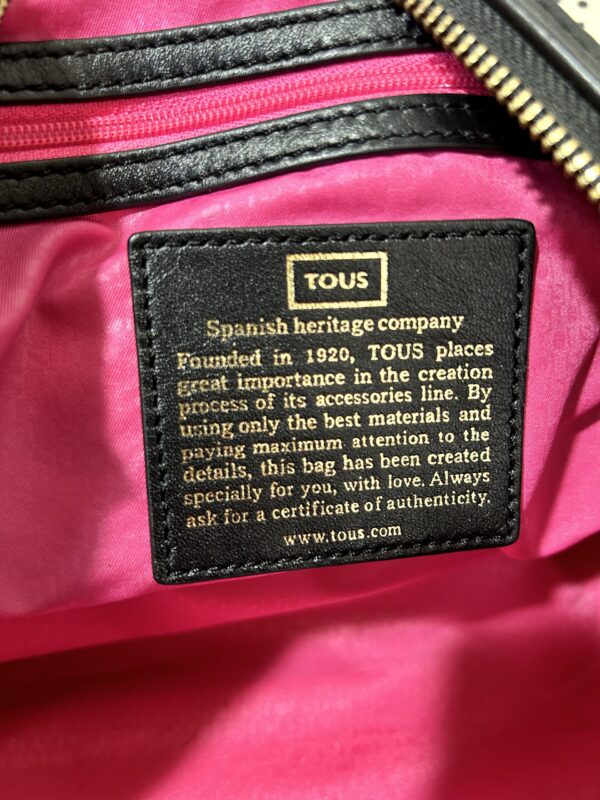 TOUS
Spanish heritage company
Founded in 1920, TOUS places
great importance in the creation
process of its accessories line. By
using only the best materials and
paying maximum attention to the
details, this bag has been created
specially for you, with love. Always
ask for a certificate of authenticity.
www.tous.com